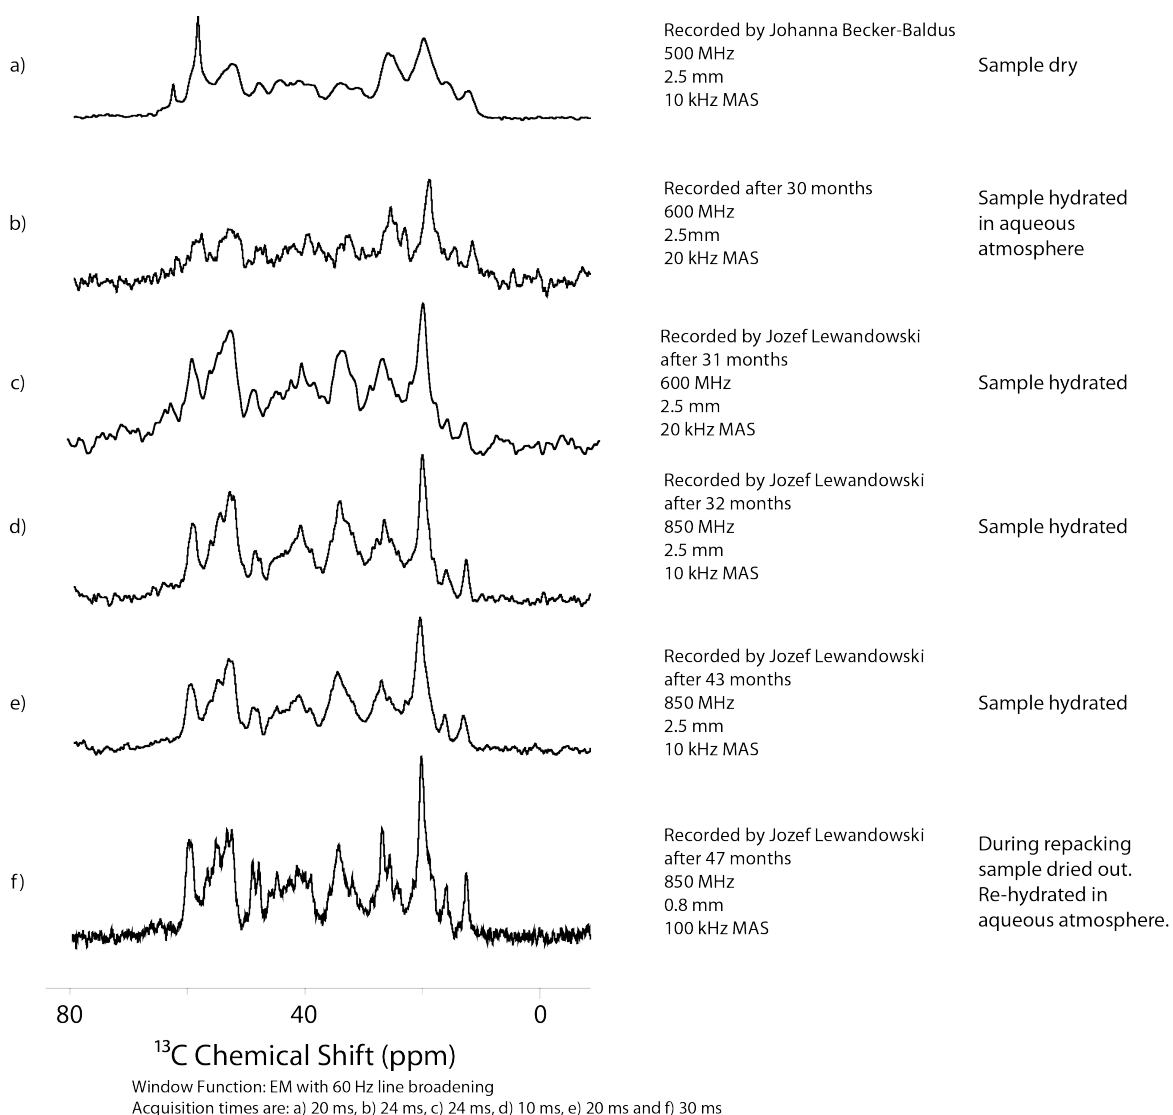 a)
Recorded by Johanna Becker-Baldus
500 MHz
2.5 mm
10 kHz MAS
Sample dry
b)
Recorded after 30 months
600 MHz
2.5mm
20 kHz MAS
Sample hydrated
in aqueous
atmosphere
c)
Recorded by Jozef Lewandowski
after 31 months
600 MHz
2.5 mm
20 kHz MAS
Sample hydrated
d)
Recorded by Jozef Lewandowski
after 32 months
850 MHz
2.5 mm
10 kHz MAS
Sample hydrated
e)
Recorded by Jozef Lewandowski
after 43 months
850 MHz
2.5 mm
10 kHz MAS
Sample hydrated
f)
Recorded by Jozef Lewandowski
after 47 months
850 MHz
0.8 mm
100 kHz MAS
During repacking
sample dried out.
Re-hydrated in
aqueous atmosphere.
80 40 0
¹³C Chemical Shift (ppm)
Window Function: EM with 60 Hz line broadening
Acquisition times are: a) 20 ms, b) 24 ms, c) 24 ms, d) 10 ms, e) 20 ms and f) 30 ms